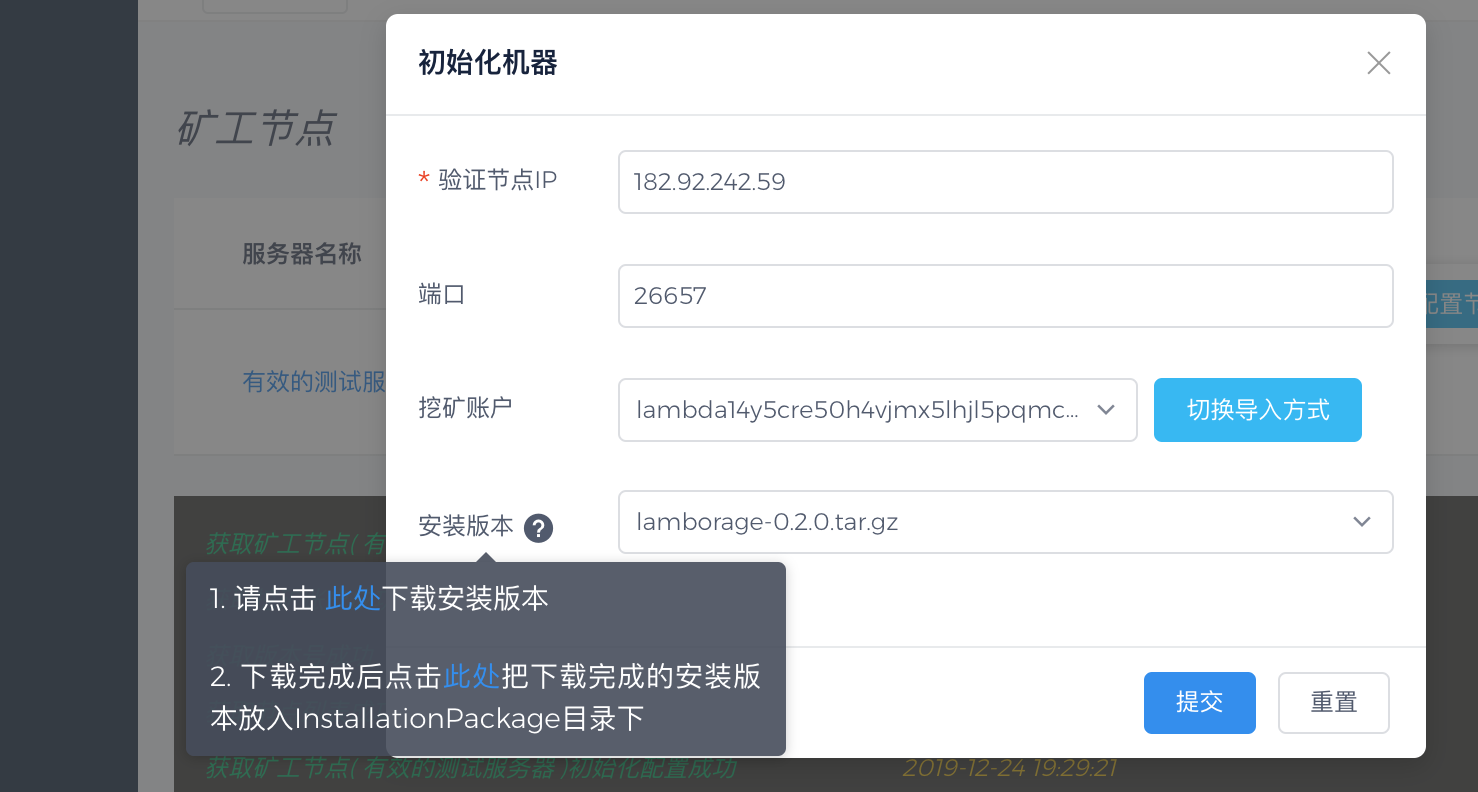 初始化机器
矿工节点
* 验证节点IP
182.92.242.59
服务器名称
端口
26657
配置节
有效的测试服
挖矿账户
lambda14y5cre50h4vjmx5lhjl5pqmc...
切换导入方式
安装版本 ?
lamborage-0.2.0.tar.gz
获取矿工节点( 有
1. 请点击 此处下载安装版本
2. 下载完成后点击此处把下载完成的安装版
本放入InstallationPackage目录下
提交
重置
获取矿工节点( 有效的测试服务器 )初始化配置成功
2019-12-24 19:29:21